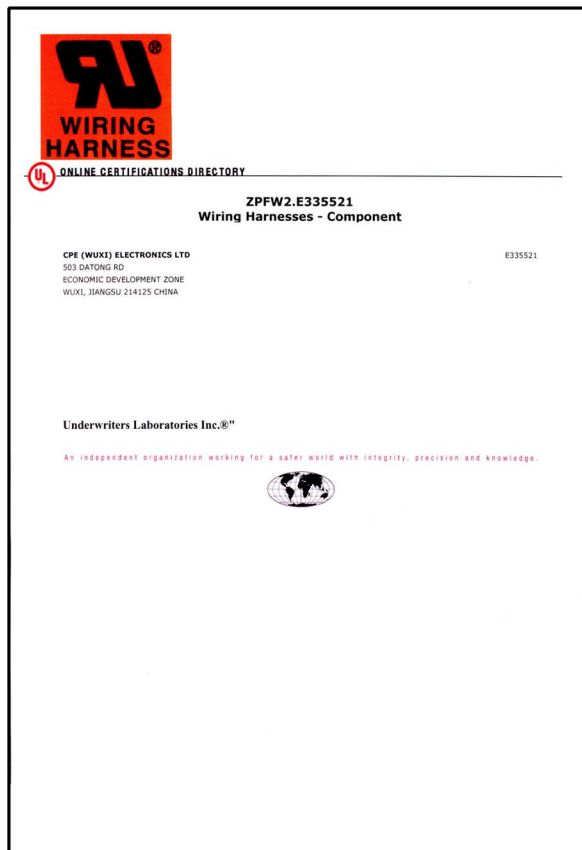 RU®
WIRING
HARNESS
UL ONLINE CERTIFICATIONS DIRECTORY
ZPFW2.E335521
Wiring Harnesses - Component
CPE (WUXI) ELECTRONICS LTD E335521
503 DATONG RD
ECONOMIC DEVELOPMENT ZONE
WUXI, JIANGSU 214125 CHINA
Underwriters Laboratories Inc.®"
An independent organization working for a safer world with integrity, precision and knowledge.